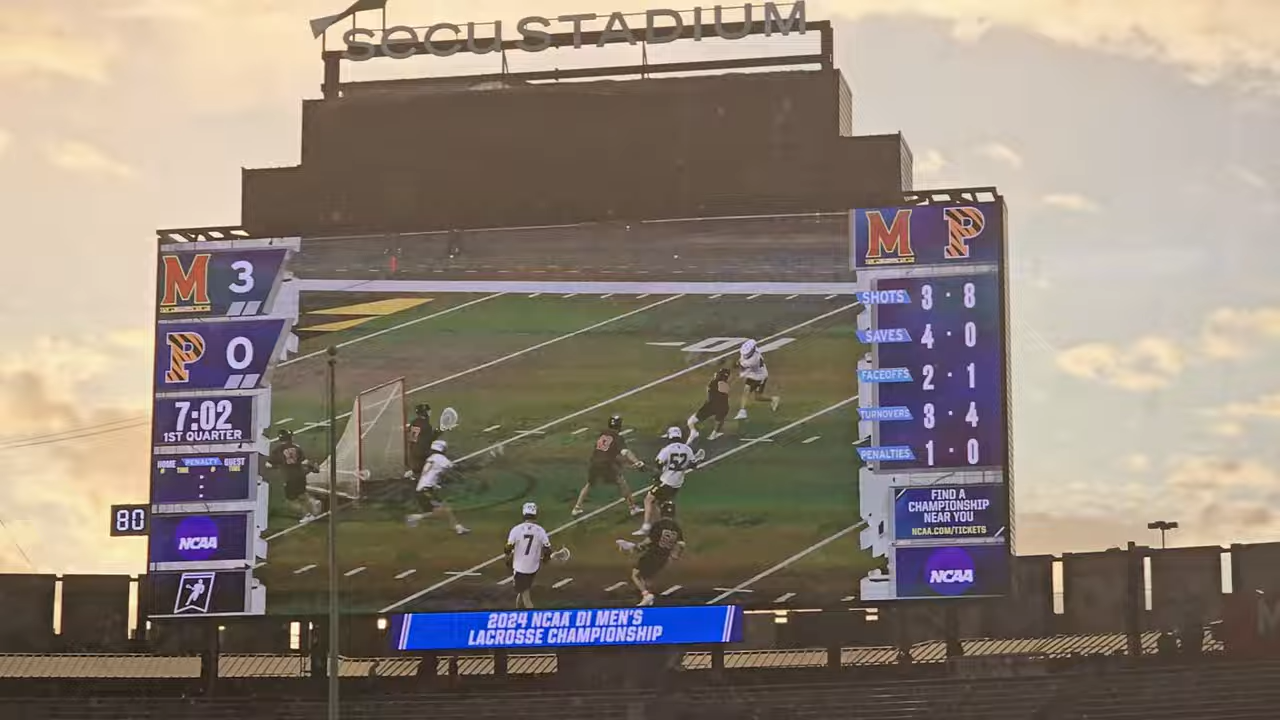 secu STADIUM
M 3
P 0
7:02
1ST QUARTER
HOME PENALTY GUEST
# TIME # TIME
NCAA
80
M P
SHOTS 3 · 8
SAVES 4 · 0
FACEOFFS 2 · 1
TURNOVERS 3 · 4
PENALTIES 1 · 0
FIND A
CHAMPIONSHIP
NEAR YOU
NCAA.COM/TICKETS
NCAA
52
7
2024 NCAA DI MEN'S
LACROSSE CHAMPIONSHIP